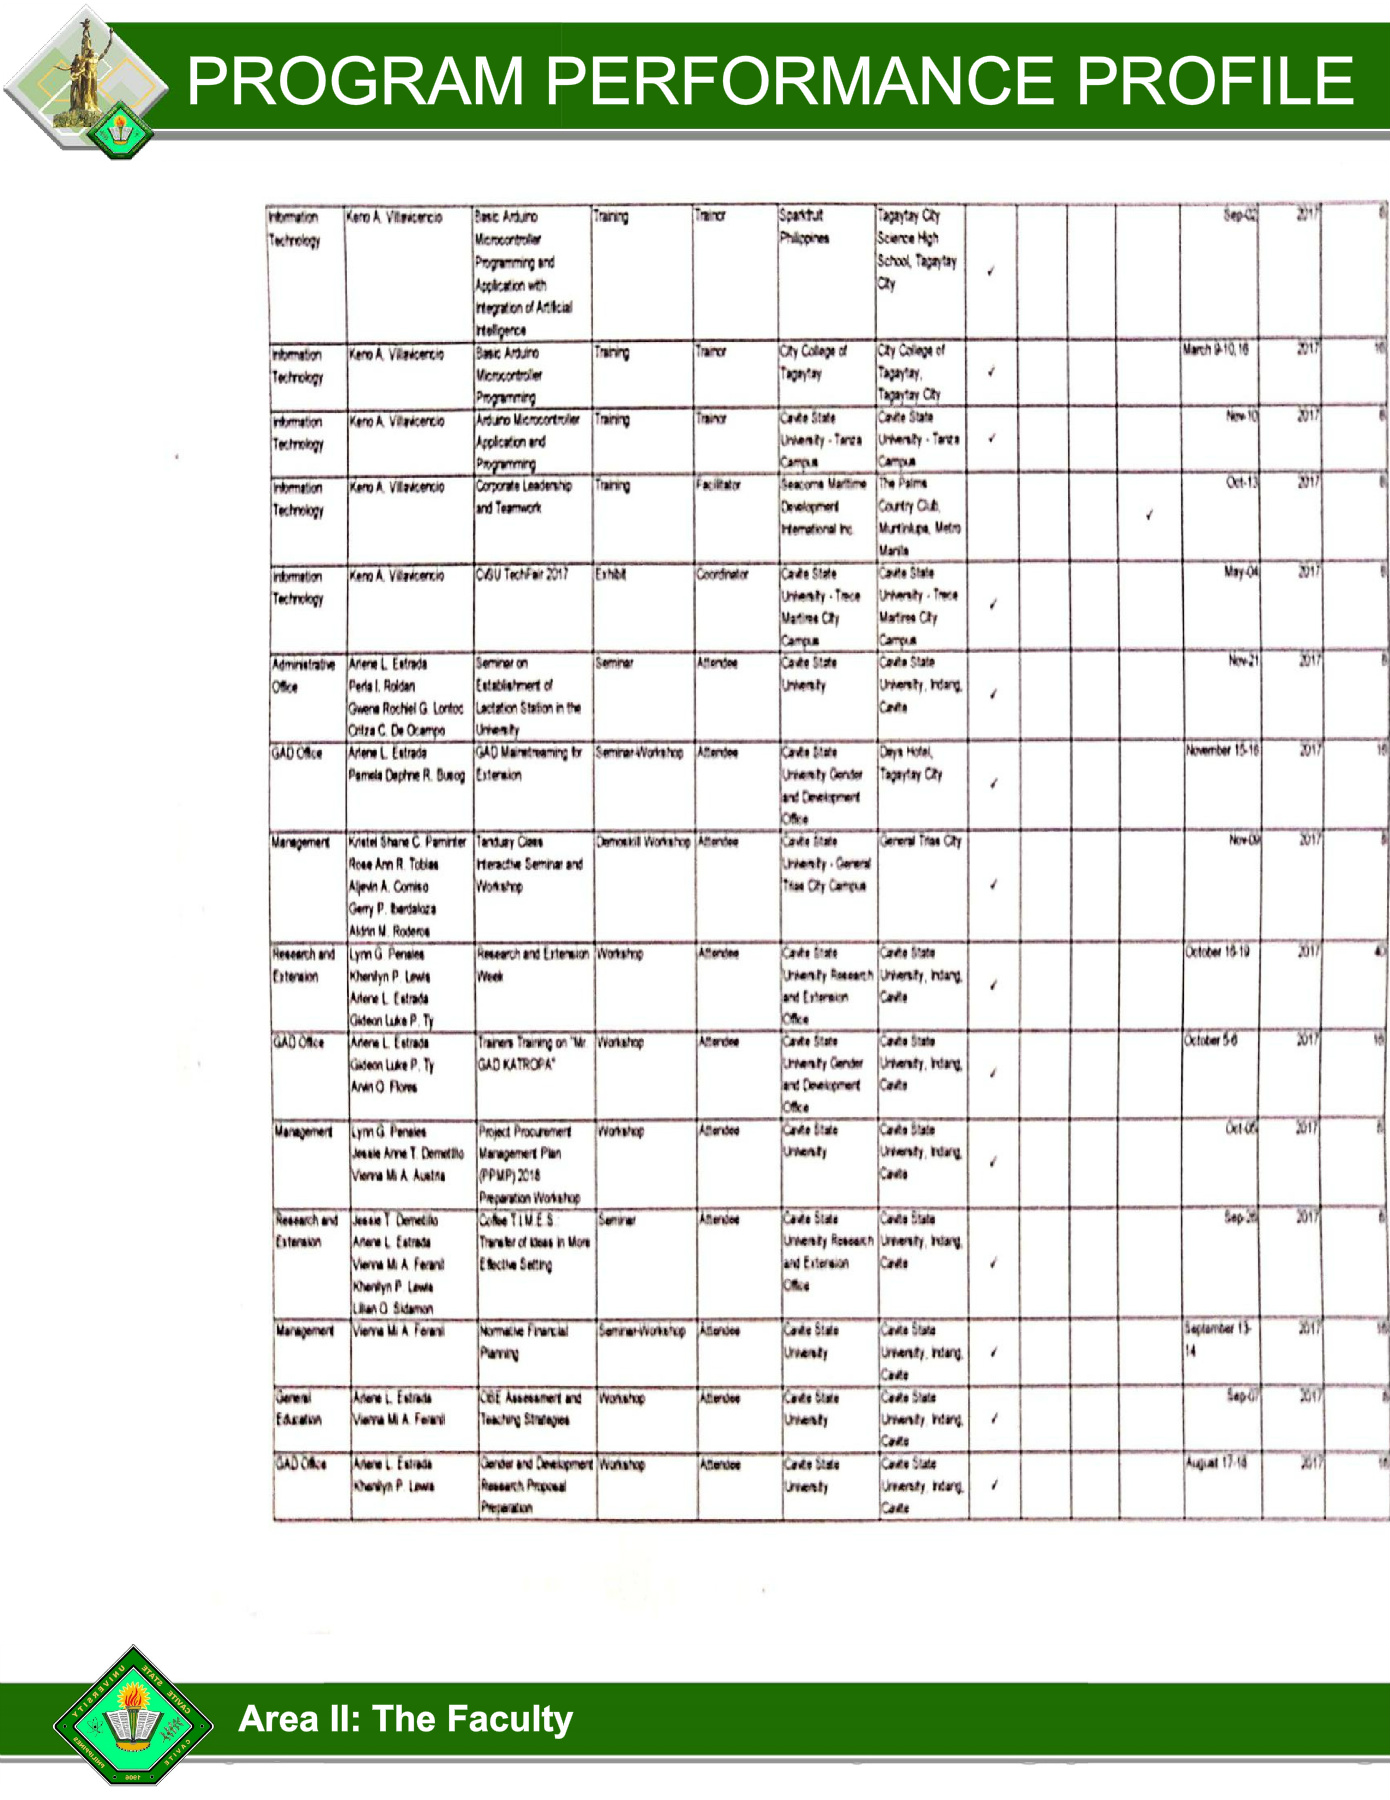 PROGRAM PERFORMANCE PROFILE
Information Technology | Keno A. Villavicencio | Basic Arduino Microcontroller Programming and Application with Integration of Artificial Intelligence | Training | Trainor | Sparkfruit Philippines | Tagaytay City Science High School, Tagaytay City | ✓ | Sep-02 | 2017 | 8
Information Technology | Keno A. Villavicencio | Basic Arduino Microcontroller Programming | Training | Trainor | City College of Tagaytay | City College of Tagaytay, Tagaytay City | ✓ | March 9-10,16 | 2017 | 16
Information Technology | Keno A. Villavicencio | Arduino Microcontroller Application and Programming | Training | Trainor | Cavite State University - Tanza Campus | Cavite State University - Tanza Campus | ✓ | Nov-10 | 2017 | 8
Information Technology | Keno A. Villavicencio | Corporate Leadership and Teamwork | Training | Facilitator | Seacoms Maritime Development International Inc. | The Palms Country Club, Muntinlupa, Metro Manila | ✓ | Oct-13 | 2017 | 8
Information Technology | Keno A. Villavicencio | CvSU TechFair 2017 | Exhibit | Coordinator | Cavite State University - Trece Martires City Campus | Cavite State University - Trece Martires City Campus | ✓ | May-04 | 2017 | 8
Administrative Office | Arlene L. Estrada Perla I. Roldan Gwena Rochiel G. Lontoc Critza C. De Ocampo | Seminar on Establishment of Lactation Station in the University | Seminar | Attendee | Cavite State University | Cavite State University, Indang, Cavite | ✓ | Nov-21 | 2017 | 8
GAD Office | Arlene L. Estrada Pamela Daphne R. Busog | GAD Mainstreaming for Extension | Seminar-Workshop | Attendee | Cavite State University Gender and Development Office | Days Hotel, Tagaytay City | ✓ | November 15-16 | 2017 | 16
Management | Kristel Shane C. Paminter Rose Ann R. Tobias Aljevin A. Comiso Gerry P. Iberdaloza Aldrin M. Roderos | Tanduay Class Interactive Seminar and Workshop | Demoskill Workshop | Attendee | Cavite State University - General Trias City Campus | General Trias City | ✓ | Nov-09 | 2017 | 8
Research and Extension | Lynn G. Penales Khenilyn P. Lewis Arlene L. Estrada Gideon Luke P. Ty | Research and Extension Week | Workshop | Attendee | Cavite State University Research and Extension Office | Cavite State University, Indang, Cavite | ✓ | October 16-19 | 2017 | 40
GAD Office | Arlene L. Estrada Gideon Luke P. Ty Arwin O. Flores | Trainers Training on "Mr GAD KATROPA" | Workshop | Attendee | Cavite State University Gender and Development Office | Cavite State University, Indang, Cavite | ✓ | October 5-6 | 2017 | 16
Management | Lynn G. Penales Jessie Anne T. Demetillo Vienna Mi A. Austria | Project Procurement Management Plan (PPMP) 2018 Preparation Workshop | Workshop | Attendee | Cavite State University | Cavite State University, Indang, Cavite | ✓ | 2017 | 8
Research and Extension | Jessie T. Demetillo Arlene L. Estrada Vienna Mi A. Feranil Khenilyn P. Lewis Lilian O. Sidamon | Coffee T.I.M.E.S. Transfer of Ideas in More Effective Setting | Seminar | Attendee | Cavite State University Research and Extension Office | Cavite State University, Indang, Cavite | ✓ | Sep-26 | 2017 | 8
Management | Vienna Mi A. Feranil | Normative Financial Planning | Seminar-Workshop | Attendee | Cavite State University | Cavite State University, Indang, Cavite | ✓ | September 13-14 | 2017 | 16
General Education | Arlene L. Estrada Vienna Mi A. Feranil | OBE Assessment and Teaching Strategies | Workshop | Attendee | Cavite State University | Cavite State University, Indang, Cavite | ✓ | Sep-07 | 2017 | 8
GAD Office | Arlene L. Estrada Khenilyn P. Lewis | Gender and Development Research Proposal Preparation | Workshop | Attendee | Cavite State University | Cavite State University, Indang, Cavite | ✓ | August 17-18 | 2017 | 16
CAVITE STATE UNIVERSITY
CAVITE PHILIPPINES
1906
Area II: The Faculty